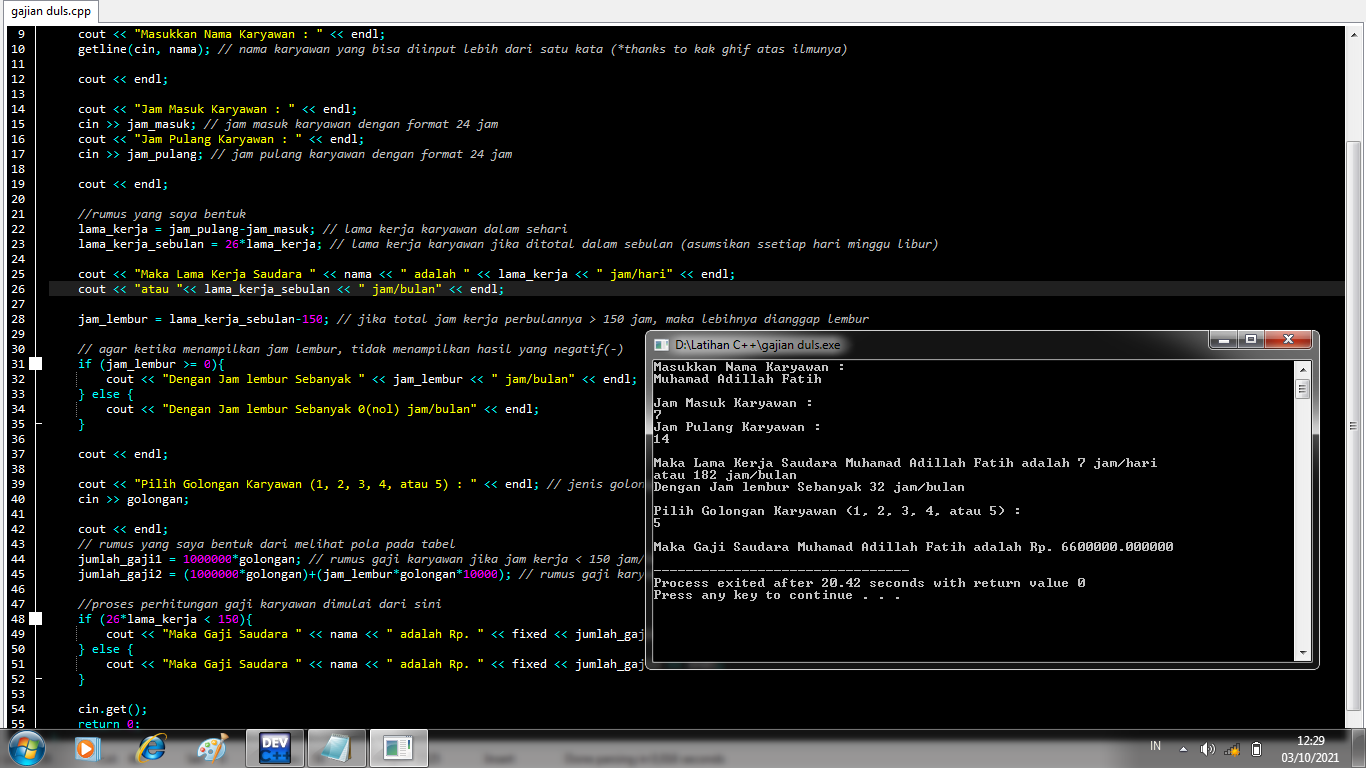 gajian duls.cpp
9 cout << "Masukkan Nama Karyawan : " << endl;
10 getline(cin, nama); // nama karyawan yang bisa diinput lebih dari satu kata (*thanks to kak ghif atas ilmunya)
11
12 cout << endl;
13
14 cout << "Jam Masuk Karyawan : " << endl;
15 cin >> jam_masuk; // jam masuk karyawan dengan format 24 jam
16 cout << "Jam Pulang Karyawan : " << endl;
17 cin >> jam_pulang; // jam pulang karyawan dengan format 24 jam
18
19 cout << endl;
20
21 //rumus yang saya bentuk
22 lama_kerja = jam_pulang-jam_masuk; // lama kerja karyawan dalam sehari
23 lama_kerja_sebulan = 26*lama_kerja; // lama kerja karyawan jika ditotal dalam sebulan (asumsikan ssetiap hari minggu libur)
24
25 cout << "Maka Lama Kerja Saudara " << nama << " adalah " << lama_kerja << " jam/hari" << endl;
26 cout << "atau "<< lama_kerja_sebulan << " jam/bulan" << endl;
27
28 jam_lembur = lama_kerja_sebulan-150; // jika total jam kerja perbulannya > 150 jam, maka lebihnya dianggap lembur
29
30 // agar ketika menampilkan jam lembur, tidak menampilkan hasil yang negatif(-)
31 if (jam_lembur >= 0){
32 cout << "Dengan Jam lembur Sebanyak " << jam_lembur << " jam/bulan" << endl;
33 } else {
34 cout << "Dengan Jam lembur Sebanyak 0(nol) jam/bulan" << endl;
35 }
36
37 cout << endl;
38
39 cout << "Pilih Golongan Karyawan (1, 2, 3, 4, atau 5) : " << endl; // jenis golon
40 cin >> golongan;
41
42 cout << endl;
43 // rumus yang saya bentuk dari melihat pola pada tabel
44 jumlah_gaji1 = 1000000*golongan; // rumus gaji karyawan jika jam kerja < 150 jam/
45 jumlah_gaji2 = (1000000*golongan)+(jam_lembur*golongan*10000); // rumus gaji kary
46
47 //proses perhitungan gaji karyawan dimulai dari sini
48 if (26*lama_kerja < 150){
49 cout << "Maka Gaji Saudara " << nama << " adalah Rp. " << fixed << jumlah_gaj
50 } else {
51 cout << "Maka Gaji Saudara " << nama << " adalah Rp. " << fixed << jumlah_gaj
52 }
53
54 cin.get();
55 return 0;
D:\Latihan C++\gajian duls.exe
Masukkan Nama Karyawan :
Muhamad Adillah Fatih
Jam Masuk Karyawan :
7
Jam Pulang Karyawan :
14
Maka Lama Kerja Saudara Muhamad Adillah Fatih adalah 7 jam/hari
atau 182 jam/bulan
Dengan Jam lembur Sebanyak 32 jam/bulan
Pilih Golongan Karyawan (1, 2, 3, 4, atau 5) :
5
Maka Gaji Saudara Muhamad Adillah Fatih adalah Rp. 6600000.000000
--------------------------------
Process exited after 20.42 seconds with return value 0
Press any key to continue . . .
DEV C++
IN
12:29
03/10/2021